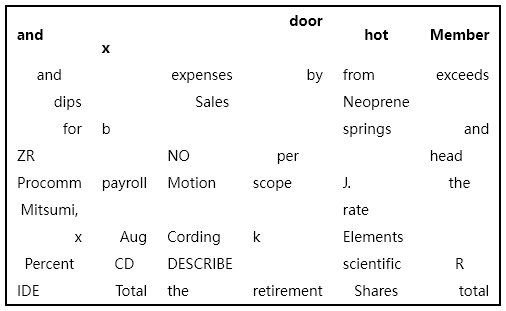 and x door hot Member
and expenses by from exceeds
dips Sales Neoprene
for b springs and
ZR NO per head
Procomm payroll Motion scope J. the
Mitsumi, rate
x Aug Cording k Elements
Percent CD DESCRIBE scientific R
IDE Total the retirement Shares total